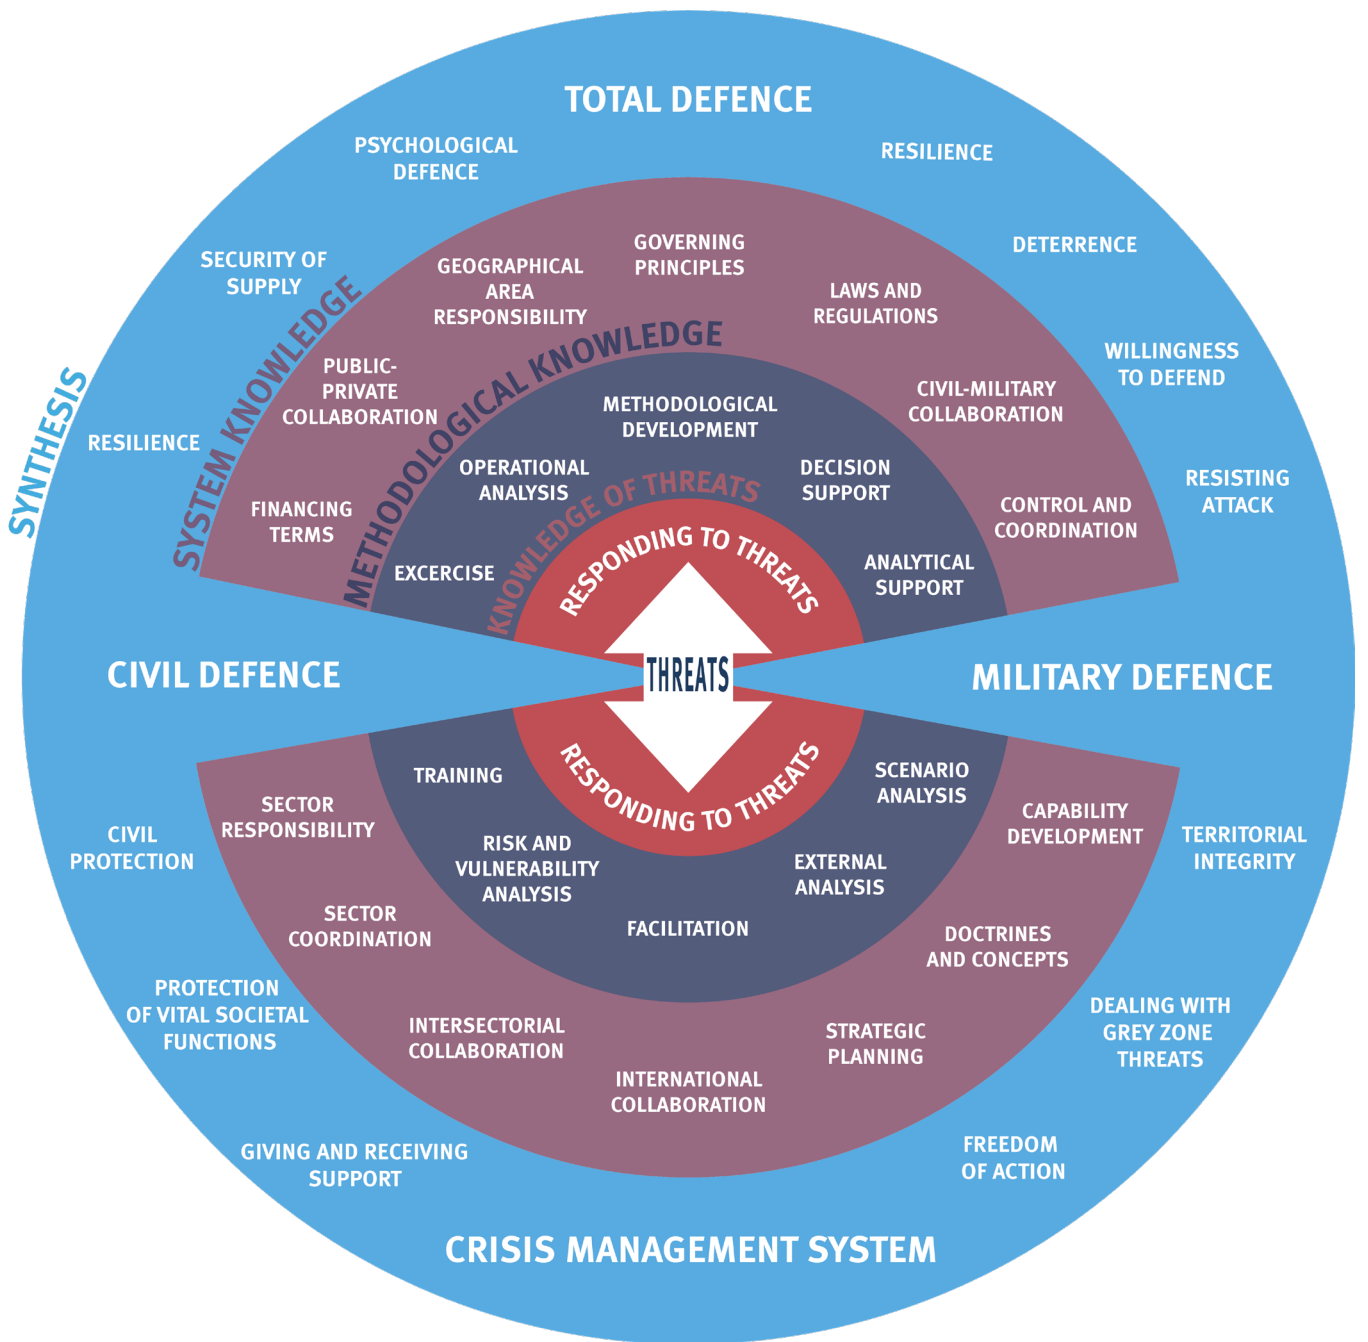 TOTAL DEFENCE
PSYCHOLOGICAL
DEFENCE
RESILIENCE
SECURITY OF
SUPPLY
DETERRENCE
WILLINGNESS
TO DEFEND
RESILIENCE
RESISTING
ATTACK
SYNTHESIS
SYSTEM KNOWLEDGE
GOVERNING
PRINCIPLES
GEOGRAPHICAL
AREA
RESPONSIBILITY
LAWS AND
REGULATIONS
PUBLIC-
PRIVATE
COLLABORATION
CIVIL-MILITARY
COLLABORATION
FINANCING
TERMS
CONTROL AND
COORDINATION
METHODOLOGICAL KNOWLEDGE
METHODOLOGICAL
DEVELOPMENT
OPERATIONAL
ANALYSIS
DECISION
SUPPORT
EXCERCISE
ANALYTICAL
SUPPORT
KNOWLEDGE OF THREATS
RESPONDING TO THREATS
CIVIL DEFENCE
THREATS
MILITARY DEFENCE
RESPONDING TO THREATS
TRAINING
SCENARIO
ANALYSIS
RISK AND
VULNERABILITY
ANALYSIS
EXTERNAL
ANALYSIS
FACILITATION
SECTOR
RESPONSIBILITY
CAPABILITY
DEVELOPMENT
SECTOR
COORDINATION
DOCTRINES
AND CONCEPTS
INTERSECTORIAL
COLLABORATION
STRATEGIC
PLANNING
INTERNATIONAL
COLLABORATION
CIVIL
PROTECTION
TERRITORIAL
INTEGRITY
PROTECTION
OF VITAL SOCIETAL
FUNCTIONS
DEALING WITH
GREY ZONE
THREATS
GIVING AND RECEIVING
SUPPORT
FREEDOM
OF ACTION
CRISIS MANAGEMENT SYSTEM